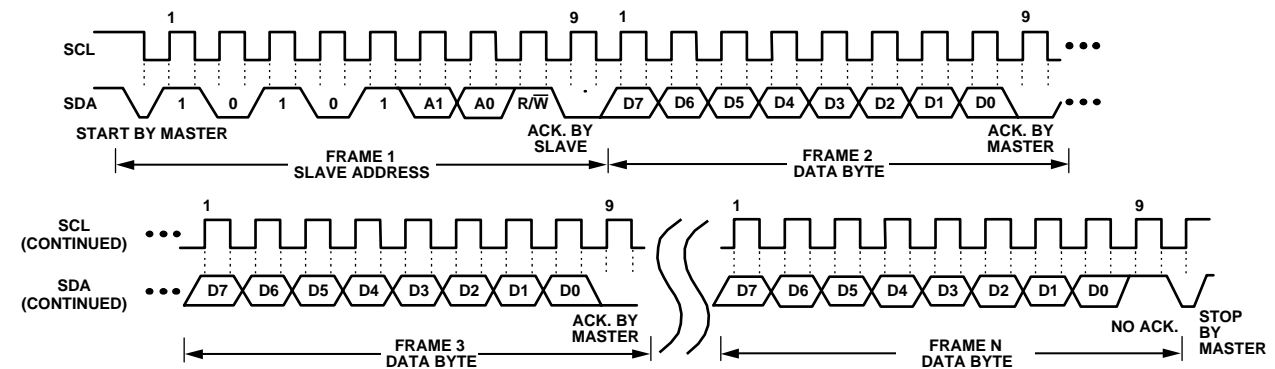 1 9 1 9
SCL
SDA 1 0 1 0 1 A1 A0 R/W̅ D7 D6 D5 D4 D3 D2 D1 D0
START BY MASTER
ACK. BY
SLAVE
ACK. BY
MASTER
FRAME 1
SLAVE ADDRESS
FRAME 2
DATA BYTE
1 9 1 9
SCL
(CONTINUED)
SDA
(CONTINUED)
D7 D6 D5 D4 D3 D2 D1 D0
D7 D6 D5 D4 D3 D2 D1 D0
ACK. BY
MASTER
NO ACK.
STOP
BY
MASTER
FRAME 3
DATA BYTE
FRAME N
DATA BYTE